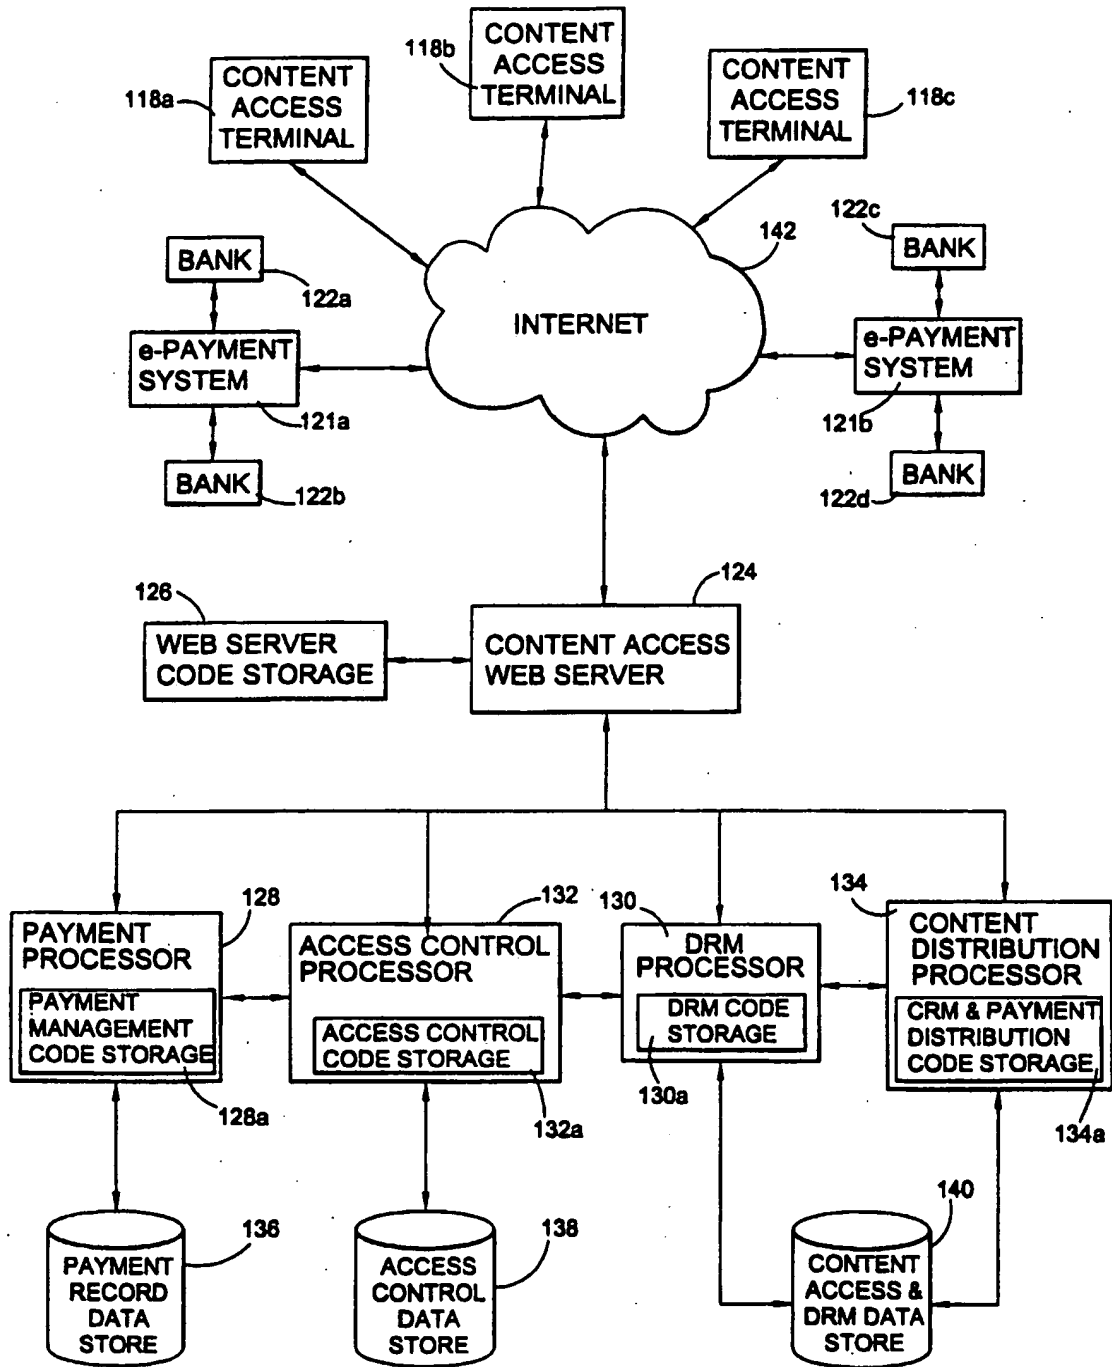 CONTENT
ACCESS
TERMINAL
118a
CONTENT
ACCESS
TERMINAL
118b
CONTENT
ACCESS
TERMINAL
118c
142
INTERNET
BANK
122a
e-PAYMENT
SYSTEM
121a
BANK
122b
122c
BANK
e-PAYMENT
SYSTEM
121b
BANK
122d
126
WEB SERVER
CODE STORAGE
124
CONTENT ACCESS
WEB SERVER
128
PAYMENT
PROCESSOR
PAYMENT
MANAGEMENT
CODE STORAGE
128a
132
ACCESS CONTROL
PROCESSOR
ACCESS CONTROL
CODE STORAGE
132a
130
DRM
PROCESSOR
DRM CODE
STORAGE
130a
134
CONTENT
DISTRIBUTION
PROCESSOR
CRM & PAYMENT
DISTRIBUTION
CODE STORAGE
134a
136
PAYMENT
RECORD
DATA
STORE
138
ACCESS
CONTROL
DATA
STORE
140
CONTENT
ACCESS &
DRM DATA
STORE